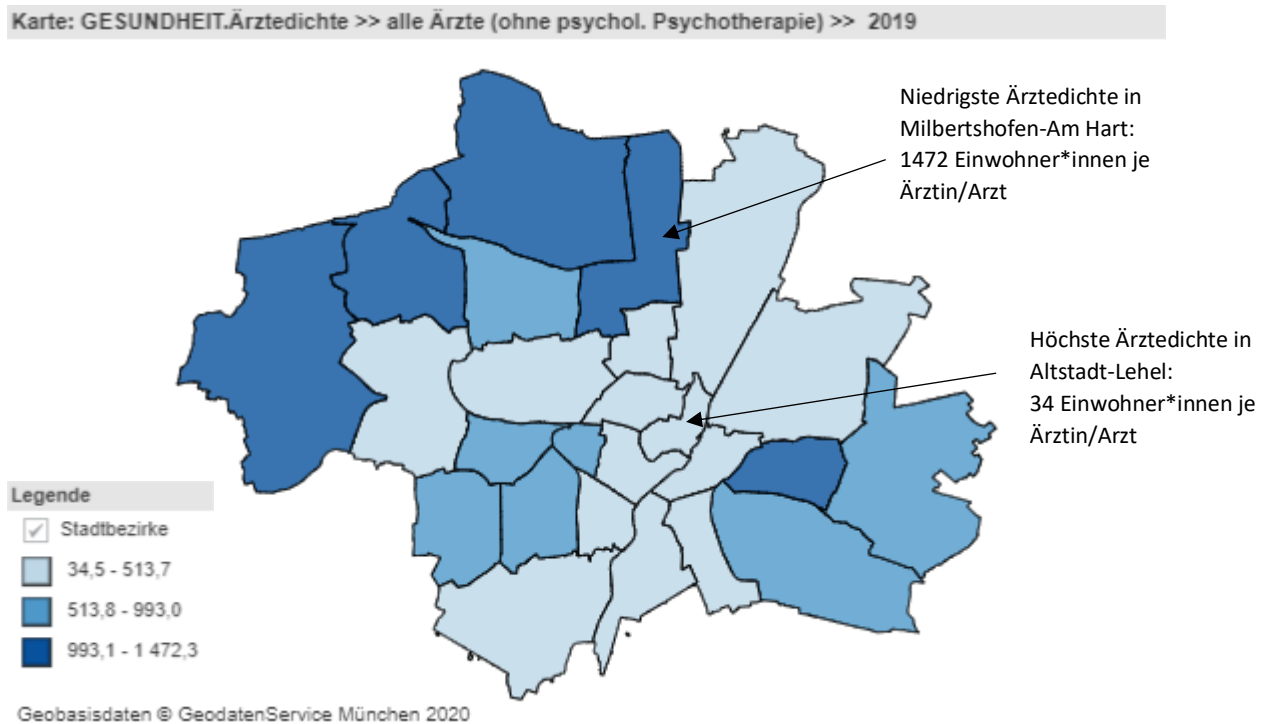 Karte: GESUNDHEIT.Ärztedichte >> alle Ärzte (ohne psychol. Psychotherapie) >> 2019
Niedrigste Ärztedichte in
Milbertshofen-Am Hart:
1472 Einwohner*innen je
Ärztin/Arzt
Höchste Ärztedichte in
Altstadt-Lehel:
34 Einwohner*innen je
Ärztin/Arzt
Legende
Stadtbezirke
34,5 - 513,7
513,8 - 993,0
993,1 - 1 472,3
Geobasisdaten © GeodatenService München 2020